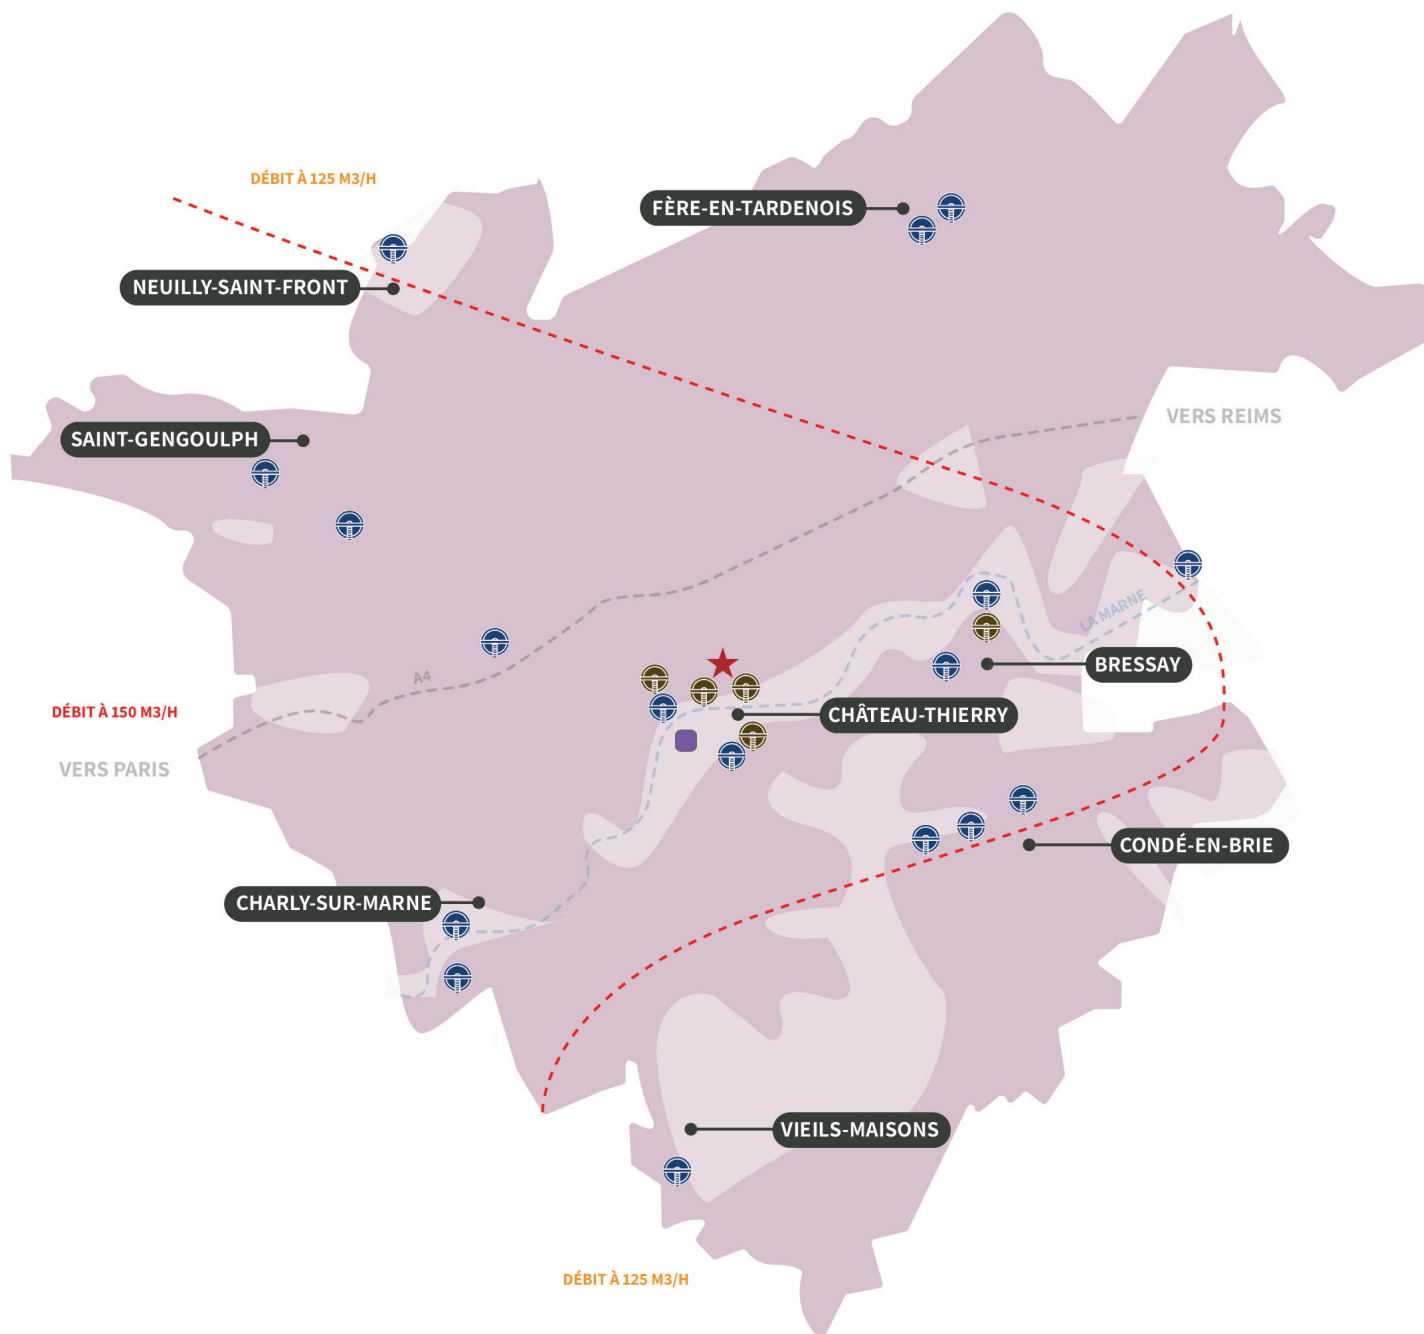 DÉBIT À 125 M3/H
FÈRE-EN-TARDENOIS
NEUILLY-SAINT-FRONT
VERS REIMS
SAINT-GENGOULPH
LA MARNE
BRESSAY
A4
DÉBIT À 150 M3/H
CHÂTEAU-THIERRY
VERS PARIS
CONDÉ-EN-BRIE
CHARLY-SUR-MARNE
VIEILS-MAISONS
DÉBIT À 125 M3/H